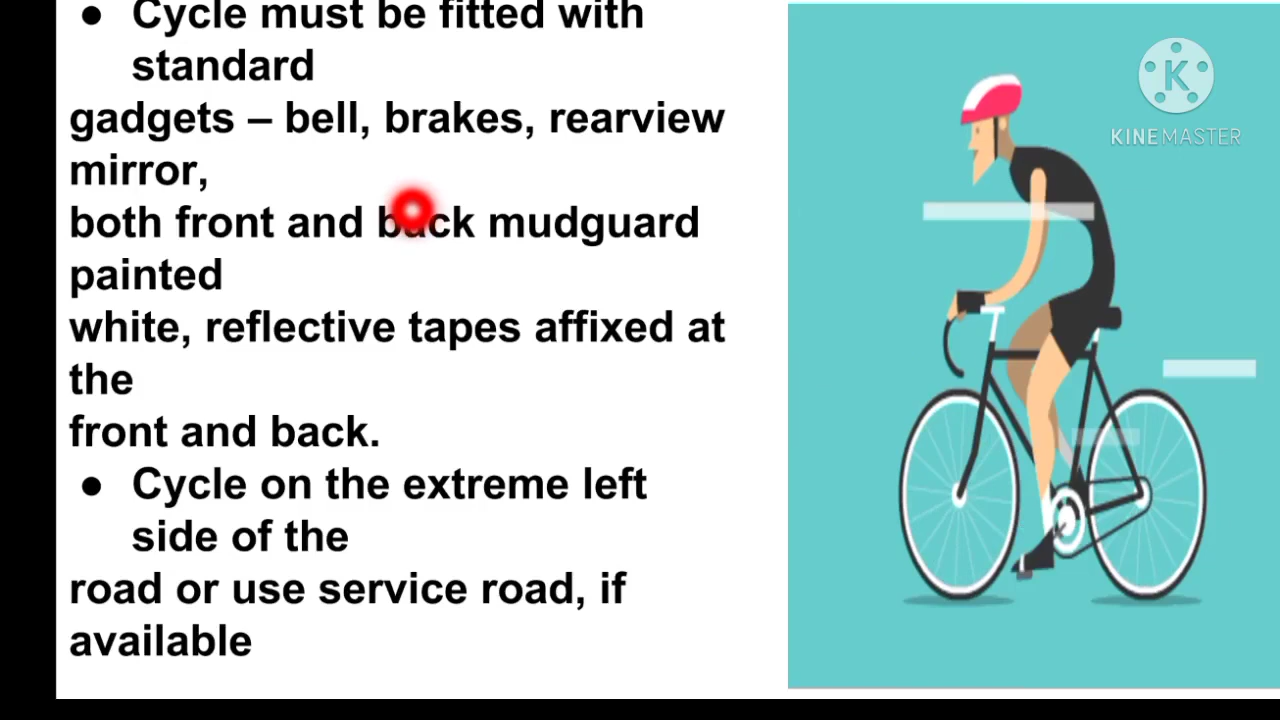 ● Cycle must be fitted with
standard
gadgets – bell, brakes, rearview
mirror,
both front and back mudguard
painted
white, reflective tapes affixed at
the
front and back.
● Cycle on the extreme left
side of the
road or use service road, if
available
K
KINEMASTER